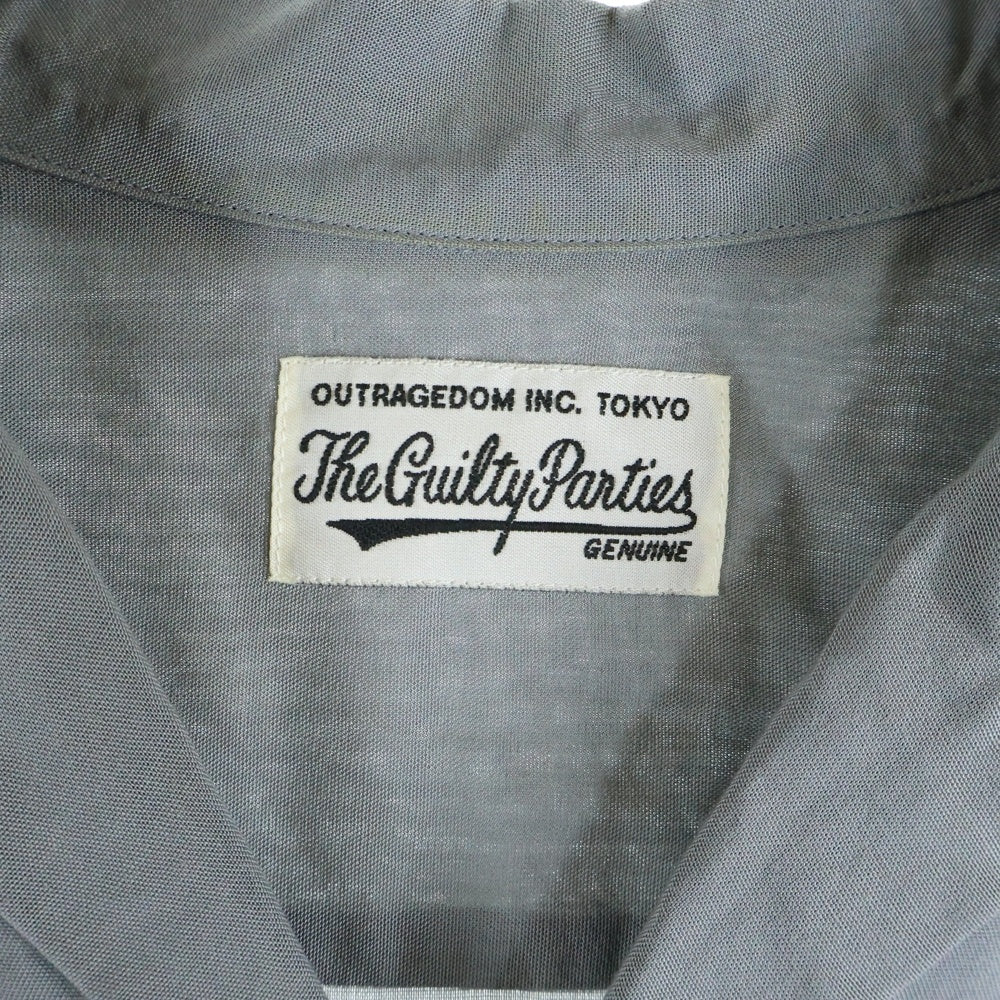 OUTRAGEDOM INC. TOKYO
The Guilty Parties
GENUINE